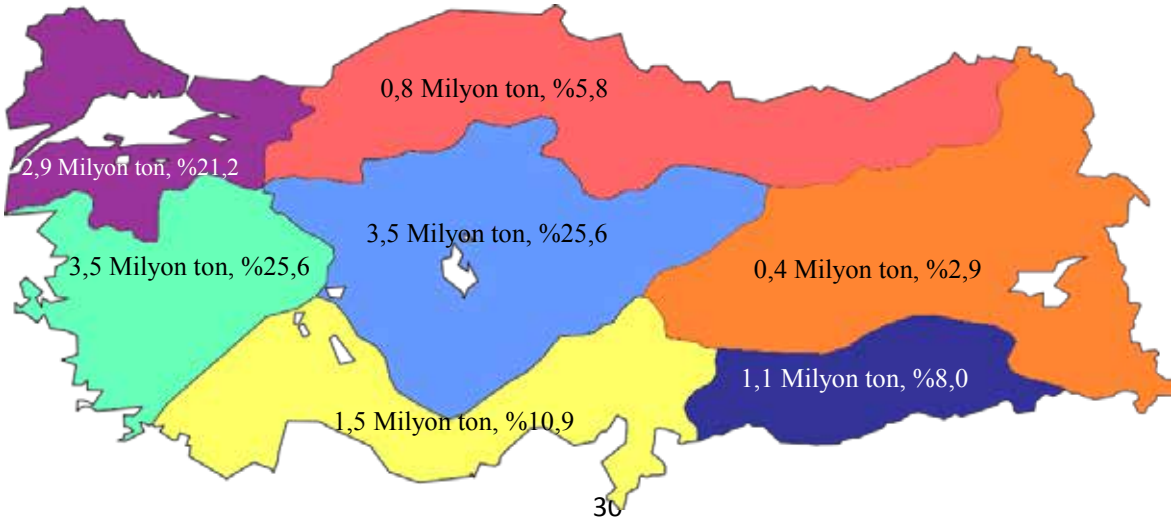 0,8 Milyon ton, %5,8
2,9 Milyon ton, %21,2
3,5 Milyon ton, %25,6
3,5 Milyon ton, %25,6
0,4 Milyon ton, %2,9
1,1 Milyon ton, %8,0
1,5 Milyon ton, %10,9
30